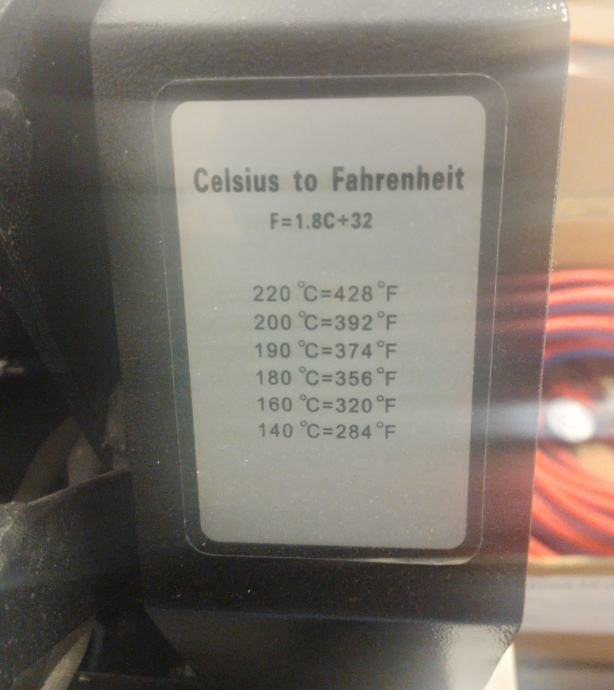 Celsius to Fahrenheit
F=1.8C÷32
220 °C=428 °F
200 °C=392 °F
190 °C=374 °F
180 °C=356 °F
160 °C=320 °F
140 °C=284 °F